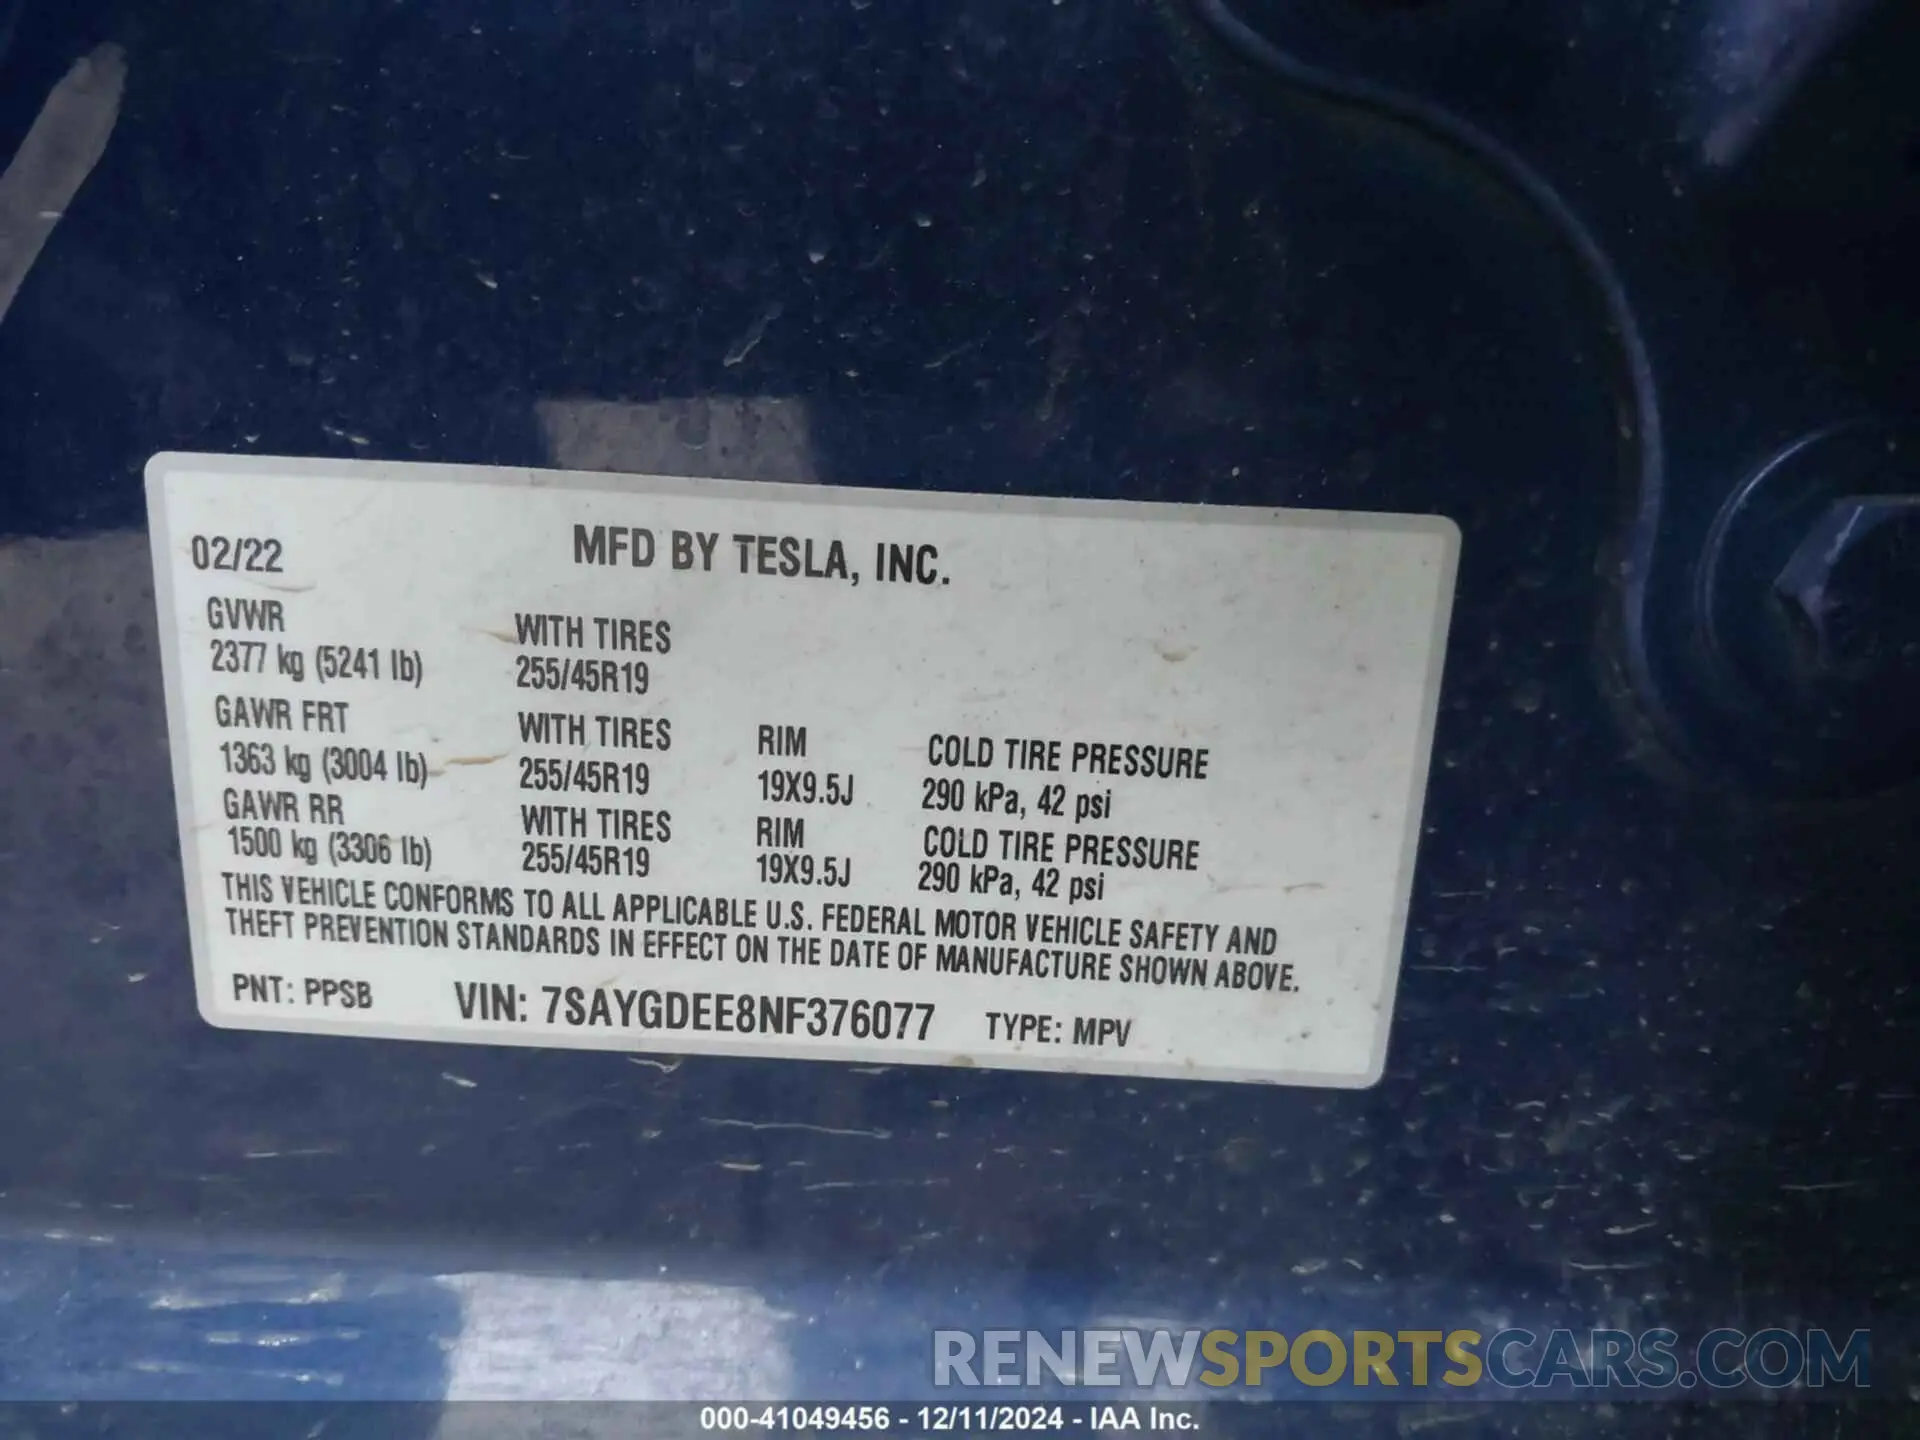 02/22 MFD BY TESLA, INC.
GVWR WITH TIRES
2377 kg (5241 lb) 255/45R19
GAWR FRT WITH TIRES RIM COLD TIRE PRESSURE
1363 kg (3004 lb) 255/45R19 19X9.5J 290 kPa, 42 psi
GAWR RR WITH TIRES RIM COLD TIRE PRESSURE
1500 kg (3306 lb) 255/45R19 19X9.5J 290 kPa, 42 psi
THIS VEHICLE CONFORMS TO ALL APPLICABLE U.S. FEDERAL MOTOR VEHICLE SAFETY AND
THEFT PREVENTION STANDARDS IN EFFECT ON THE DATE OF MANUFACTURE SHOWN ABOVE.
PNT: PPSB VIN: 7SAYGDEE8NF376077 TYPE: MPV
RENEWSPORTSCARS.COM
000-41049456 - 12/11/2024 - IAA Inc.